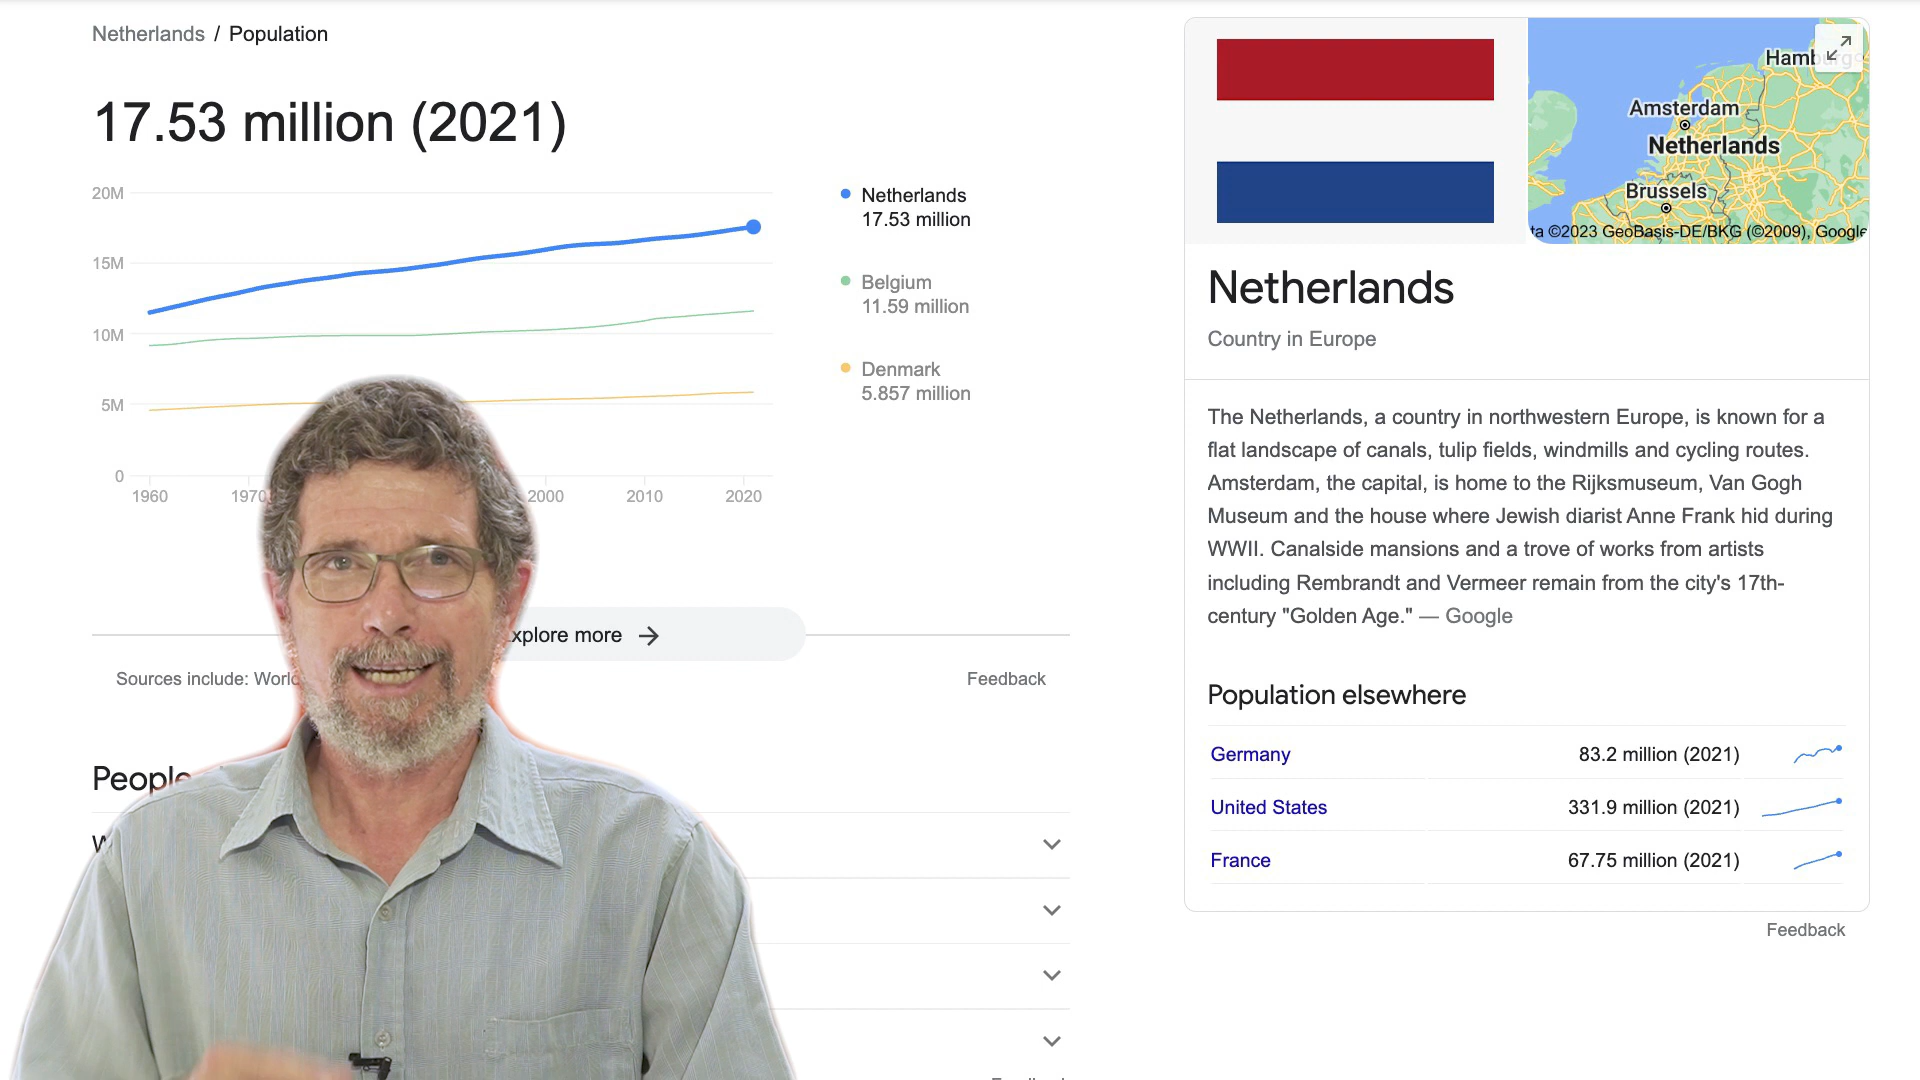 Netherlands / Population
17.53 million (2021)
20M
15M
10M
5M
0
1960
1970
2000
2010
2020
Netherlands
17.53 million
Belgium
11.59 million
Denmark
5.857 million
xplore more
Sources include: World
Feedback
People
Hamburg
Amsterdam
Netherlands
Brussels
ta ©2023 GeoBasis-DE/BKG (©2009), Google
Netherlands
Country in Europe
The Netherlands, a country in northwestern Europe, is known for a
flat landscape of canals, tulip fields, windmills and cycling routes.
Amsterdam, the capital, is home to the Rijksmuseum, Van Gogh
Museum and the house where Jewish diarist Anne Frank hid during
WWII. Canalside mansions and a trove of works from artists
including Rembrandt and Vermeer remain from the city's 17th-
century "Golden Age." — Google
Population elsewhere
Germany 83.2 million (2021)
United States 331.9 million (2021)
France 67.75 million (2021)
Feedback